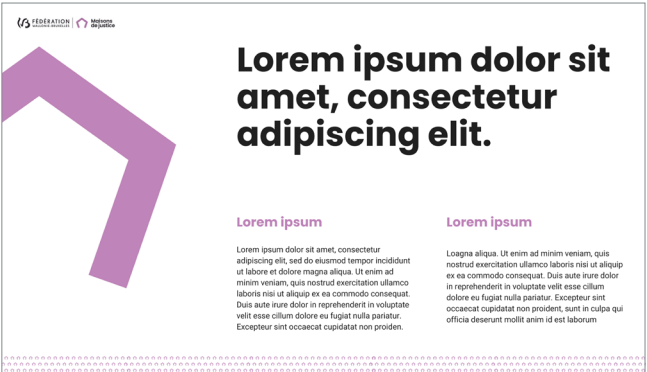 FÉDÉRATION
WALLONIE-BRUXELLES
Maisons
de justice
Lorem ipsum dolor sit
amet, consectetur
adipiscing elit.
Lorem ipsum
Lorem ipsum dolor sit amet, consectetur
adipiscing elit, sed do eiusmod tempor incididunt
ut labore et dolore magna aliqua. Ut enim ad
minim veniam, quis nostrud exercitation ullamco
laboris nisi ut aliquip ex ea commodo consequat.
Duis aute irure dolor in reprehenderit in voluptate
velit esse cillum dolore eu fugiat nulla pariatur.
Excepteur sint occaecat cupidatat non proiden.
Lorem ipsum
Loagna aliqua. Ut enim ad minim veniam, quis
nostrud exercitation ullamco laboris nisi ut aliquip
ex ea commodo consequat. Duis aute irure dolor
in reprehenderit in voluptate velit esse cillum
dolore eu fugiat nulla pariatur. Excepteur sint
occaecat cupidatat non proident, sunt in culpa qui
officia deserunt mollit anim id est laborum